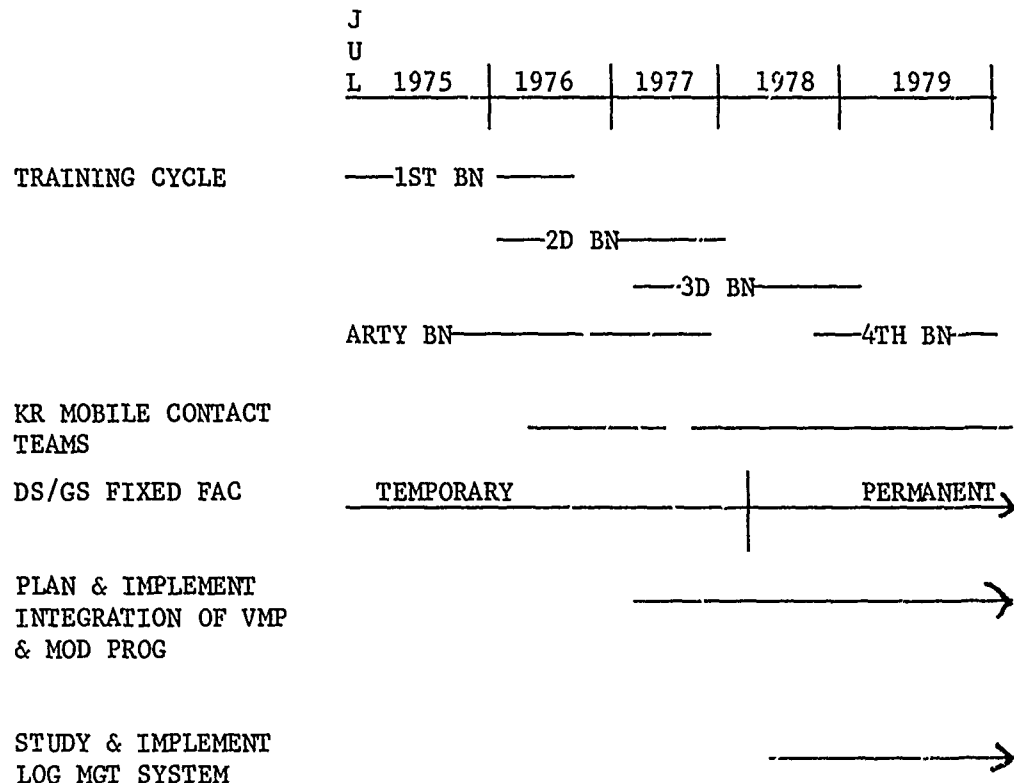 J
U
L 1975 1976 1977 1978 1979
TRAINING CYCLE 1ST BN
2D BN
3D BN
ARTY BN 4TH BN
KR MOBILE CONTACT
TEAMS
DS/GS FIXED FAC TEMPORARY PERMANENT
PLAN & IMPLEMENT
INTEGRATION OF VMP
& MOD PROG
STUDY & IMPLEMENT
LOG MGT SYSTEM